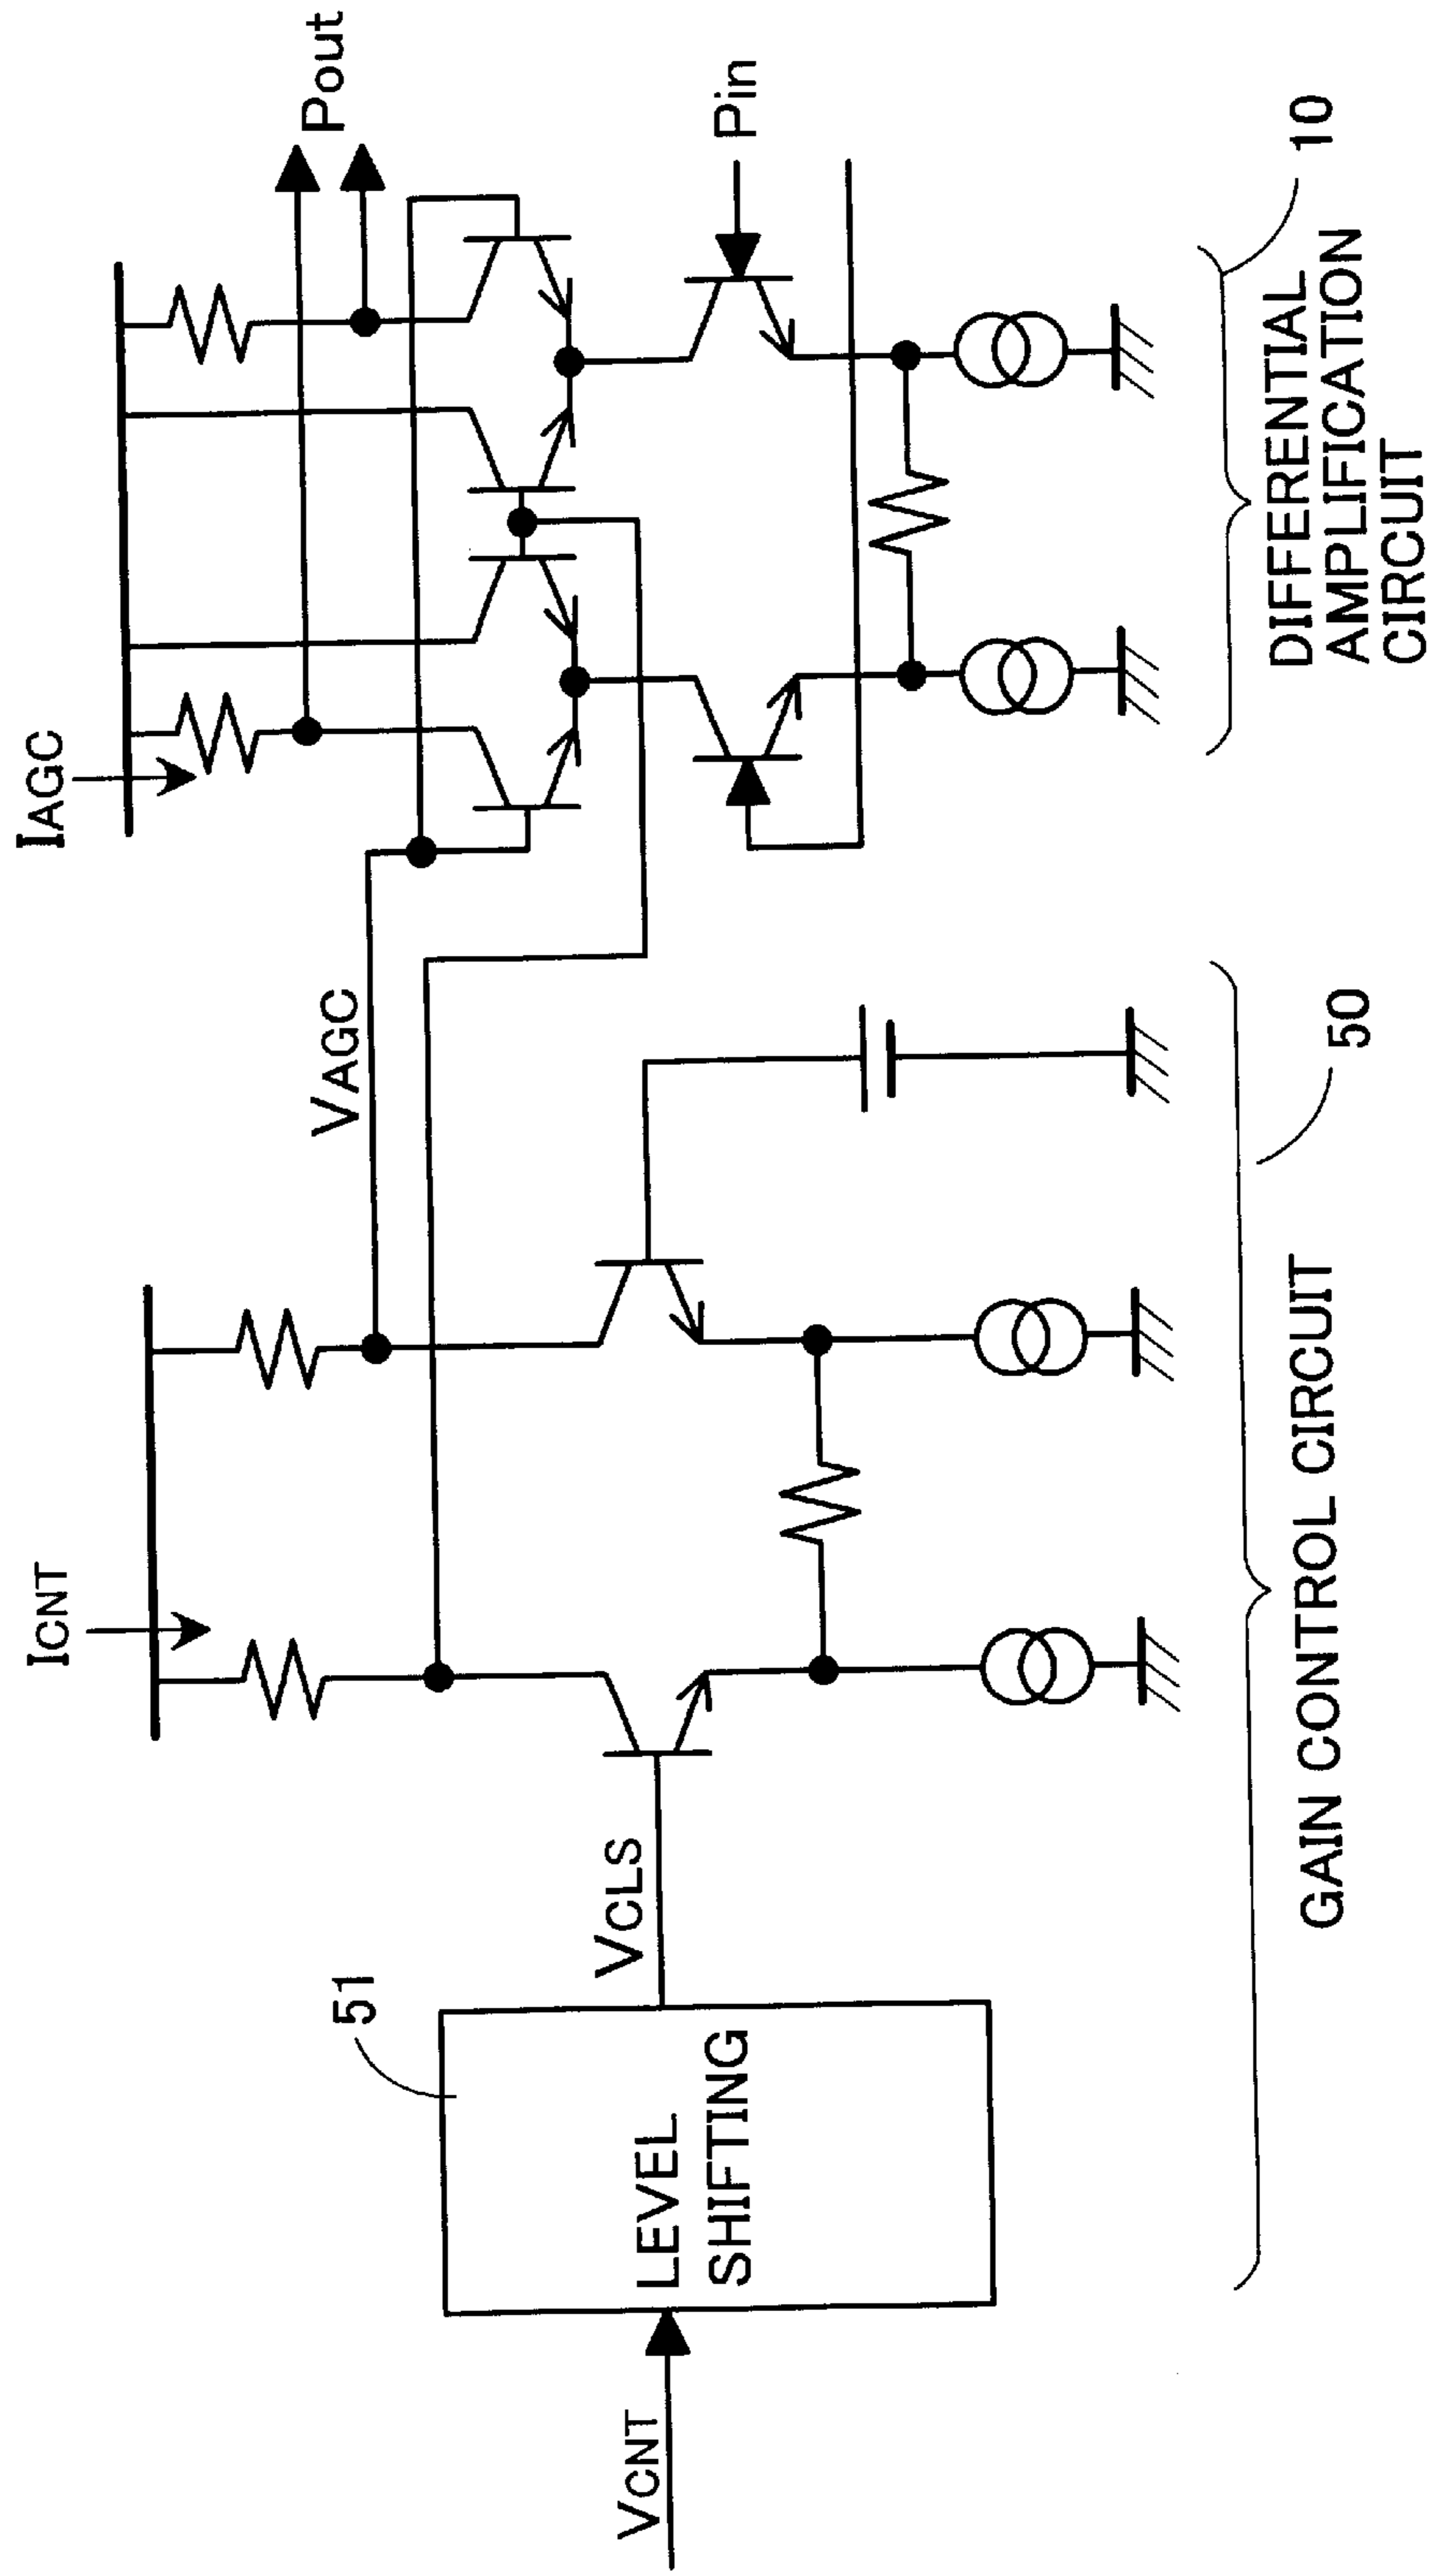 VCNT
LEVEL
SHIFTING
51
VCLS
ICNT
VAGC
IAGC
Pout
Pin
GAIN CONTROL CIRCUIT
50
DIFFERENTIAL
AMPLIFICATION
CIRCUIT
10